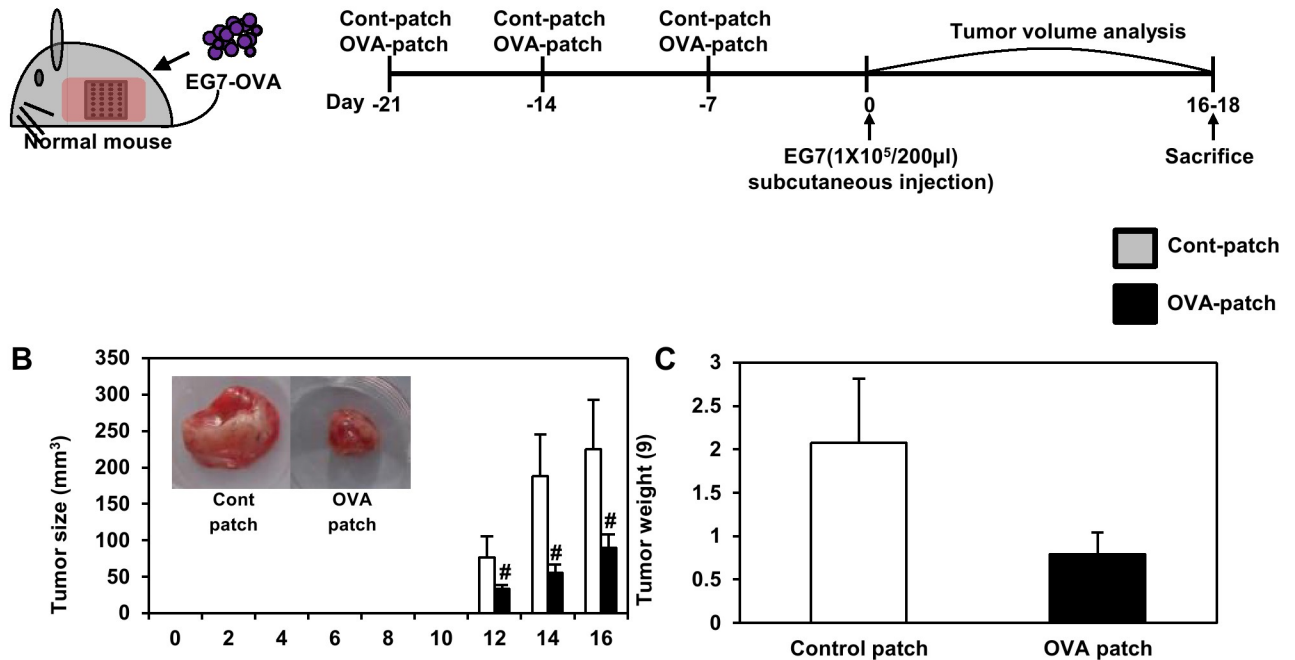 Cont-patch Cont-patch Cont-patch
OVA-patch OVA-patch OVA-patch
Tumor volume analysis
EG7-OVA
Normal mouse
Day -21 -14 -7 0 16-18
EG7(1X10⁵/200μl)
subcutaneous injection)
Sacrifice
Cont-patch
OVA-patch
B
Tumor size (mm³)
350
300
250
200
150
100
50
0
Cont
patch
OVA
patch
# # #
0 2 4 6 8 10 12 14 16
C
Tumor weight (9)
3
2.5
2
1.5
1
0.5
0
Control patch OVA patch